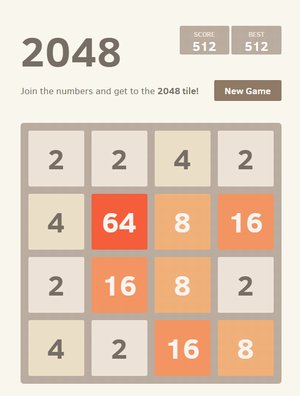 2048
SCORE BEST
512 512
Join the numbers and get to the 2048 tile!
New Game
2 2 4 2
4 64 8 16
2 16 8 2
4 2 16 8